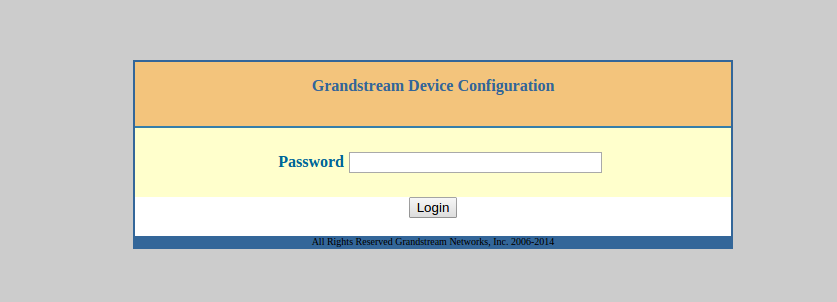 Grandstream Device Configuration
Password
Login
All Rights Reserved Grandstream Networks, Inc. 2006-2014